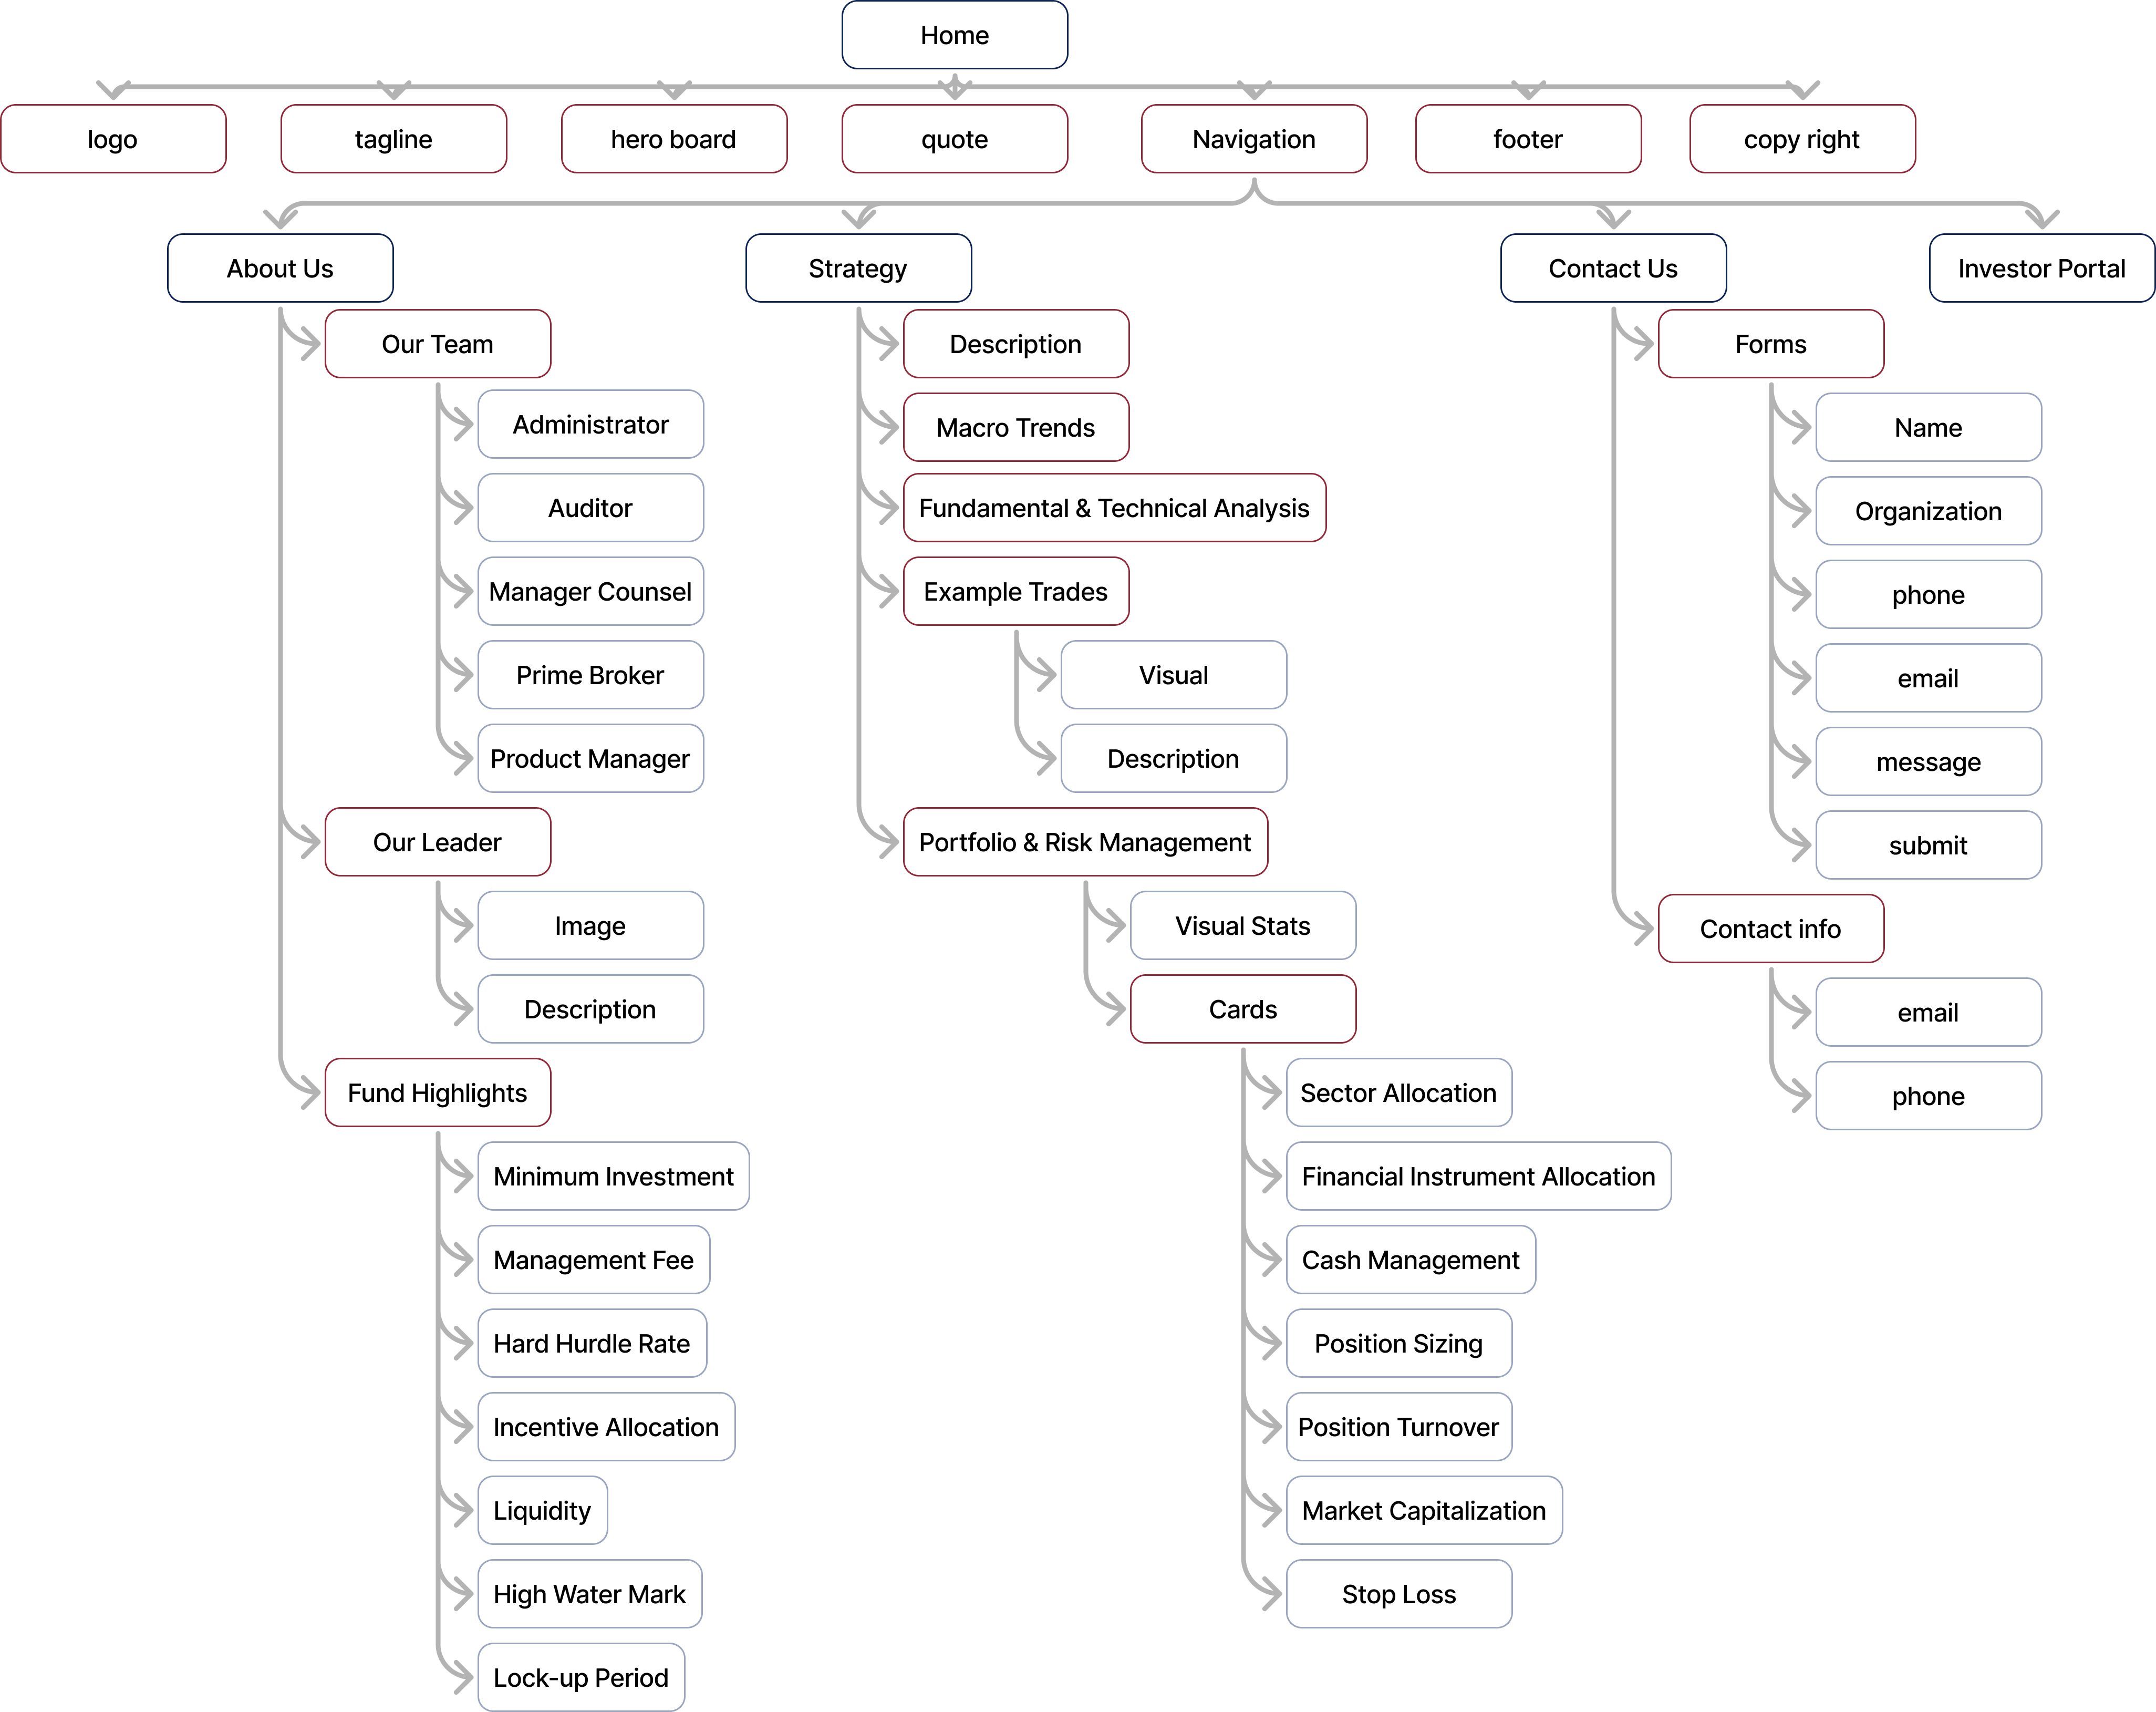 Home
logo
tagline
hero board
quote
Navigation
footer
copy right
About Us
Strategy
Contact Us
Investor Portal
Our Team
Administrator
Auditor
Manager Counsel
Prime Broker
Product Manager
Our Leader
Image
Description
Fund Highlights
Minimum Investment
Management Fee
Hard Hurdle Rate
Incentive Allocation
Liquidity
High Water Mark
Lock-up Period
Description
Macro Trends
Fundamental & Technical Analysis
Example Trades
Visual
Description
Portfolio & Risk Management
Visual Stats
Cards
Sector Allocation
Financial Instrument Allocation
Cash Management
Position Sizing
Position Turnover
Market Capitalization
Stop Loss
Forms
Name
Organization
phone
email
message
submit
Contact info
email
phone